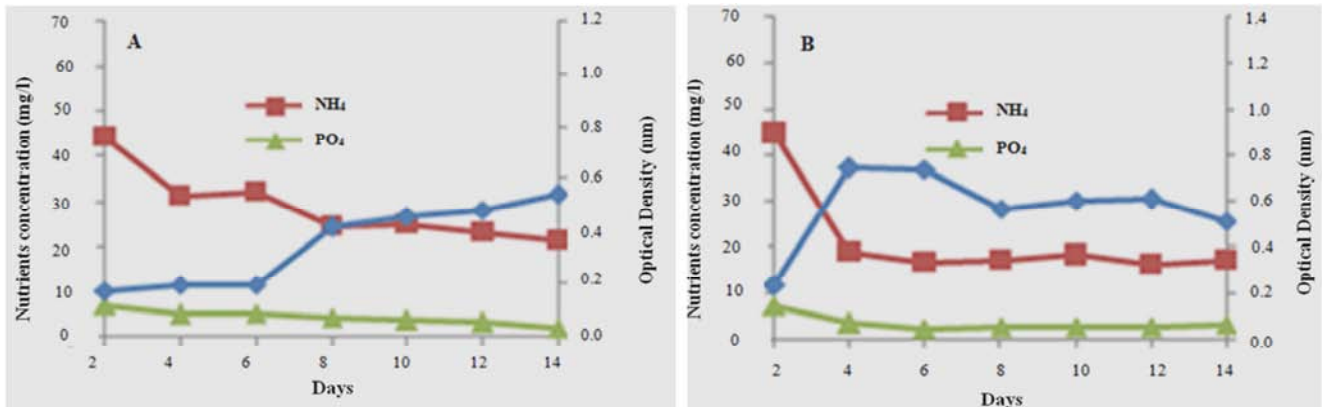 A
Nutrients concentration (mg/l)
70
60
50
40
30
20
10
0
NH₄
PO₄
1.2
1.0
0.8
0.6
0.4
0.2
0.0
Optical Density (nm)
2 4 6 8 10 12 14
Days
B
Nutrients concentration (mg/l)
70
60
50
40
30
20
10
0
NH₄
PO₄
1.4
1.2
1.0
0.8
0.6
0.4
0.2
0.0
Optical Density (nm)
2 4 6 8 10 12 14
Days